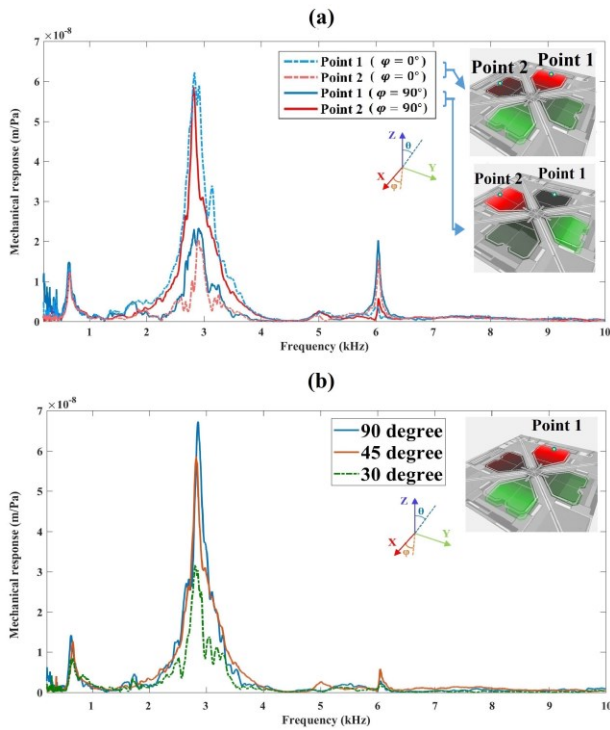 (a)
×10⁻⁸
7
6
5
4
3
2
1
0
Mechanical response (m/Pa)
1 2 3 4 5 6 7 8 9 10
Frequency (kHz)
Point 1 ( φ = 0°)
Point 2 ( φ = 0°)
Point 1 ( φ = 90°)
Point 2 ( φ = 90°)
Z
θ
X
φ
Y
Point 2 Point 1
Point 2 Point 1
(b)
×10⁻⁸
7
6
5
4
3
2
1
0
Mechanical response (m/Pa)
1 2 3 4 5 6 7 8 9 10
Frequency (kHz)
90 degree
45 degree
30 degree
Z
θ
X
φ
Y
Point 1